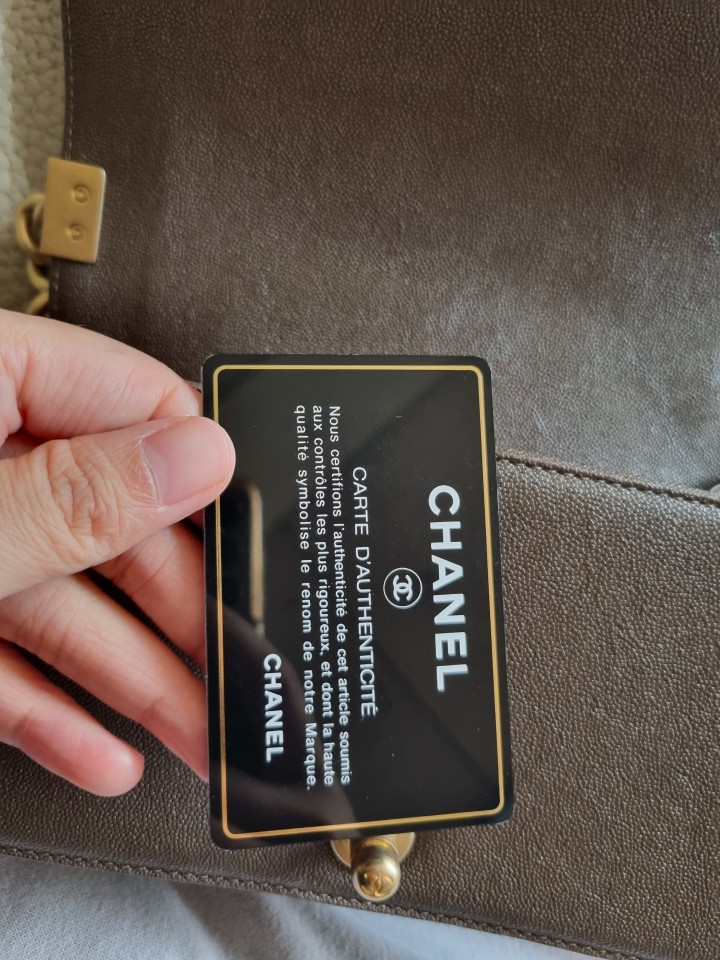 CHANEL
CARTE D'AUTHENTICITÉ
Nous certifions l'authenticité de cet article soumis
aux contrôles les plus rigoureux, et dont la haute
qualité symbolise le renom de notre Marque.
CHANEL